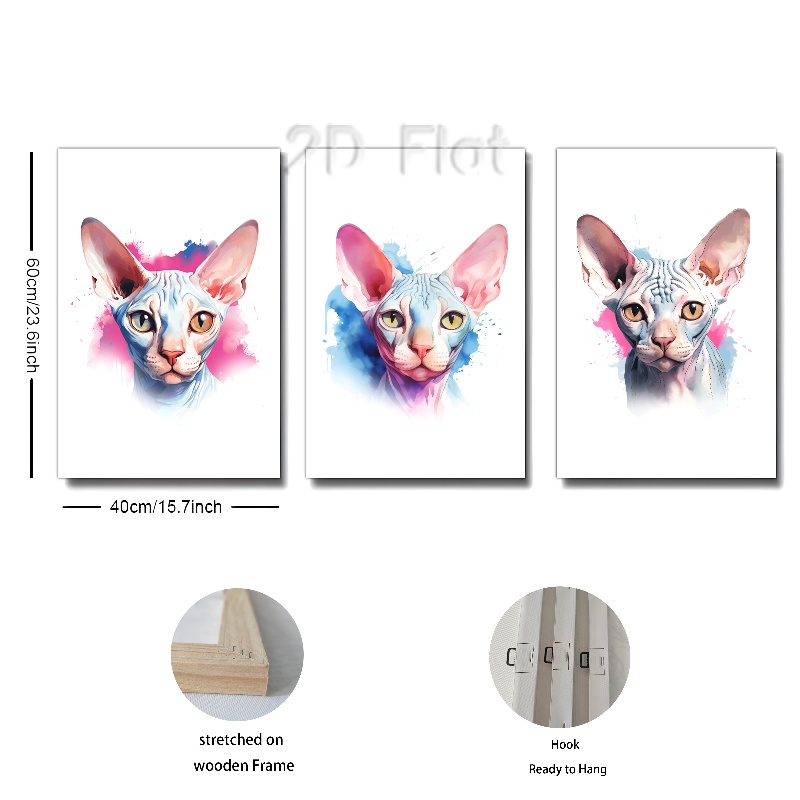 2D Flat
60cm/23.6inch
40cm/15.7inch
stretched on
wooden Frame
Hook
Ready to Hang